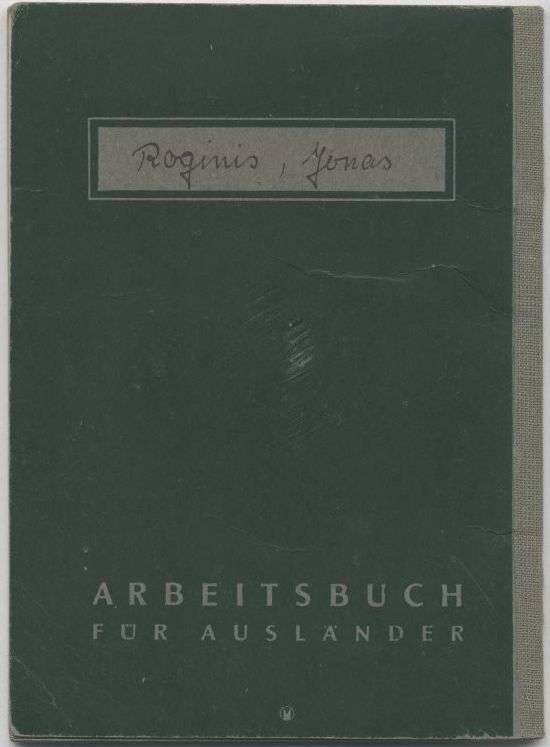 Roginis, Jonas
ARBEITSBUCH
FÜR AUSLÄNDER